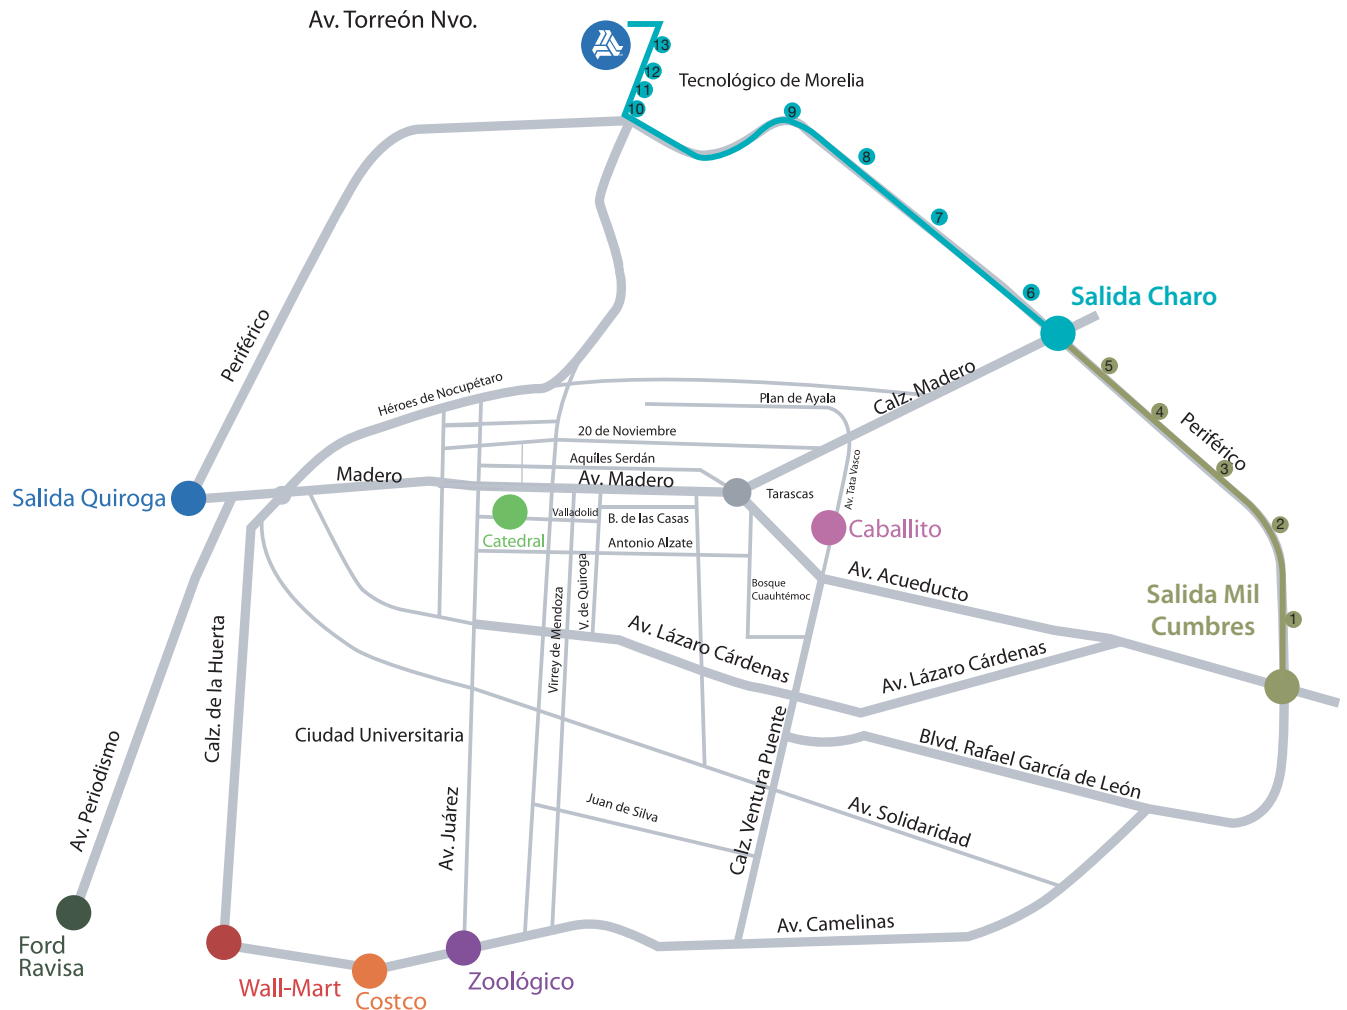 Av. Torreón Nvo.
13
12
11
10
Tecnológico de Morelia
9
8
7
6
Salida Charo
5
4
Periférico
3
2
1
Salida Mil
Cumbres
Periférico
Héroes de Nocupétaro
Plan de Ayala
Calz. Madero
20 de Noviembre
Aquíles Serdán
Madero
Av. Madero
Tarascas
Av. Tata Vasco
Salida Quiroga
Catedral
Valladolid
B. de las Casas
Antonio Alzate
Caballito
Av. Acueducto
Bosque
Cuauhtémoc
V. de Quiroga
Virrey de Mendoza
Av. Lázaro Cárdenas
Av. Lázaro Cárdenas
Calz. de la Huerta
Ciudad Universitaria
Av. Periodismo
Av. Juárez
Juan de Silva
Calz. Ventura Puente
Blvd. Rafael García de León
Av. Solidaridad
Av. Camelinas
Ford
Ravisa
Wall-Mart
Costco
Zoológico